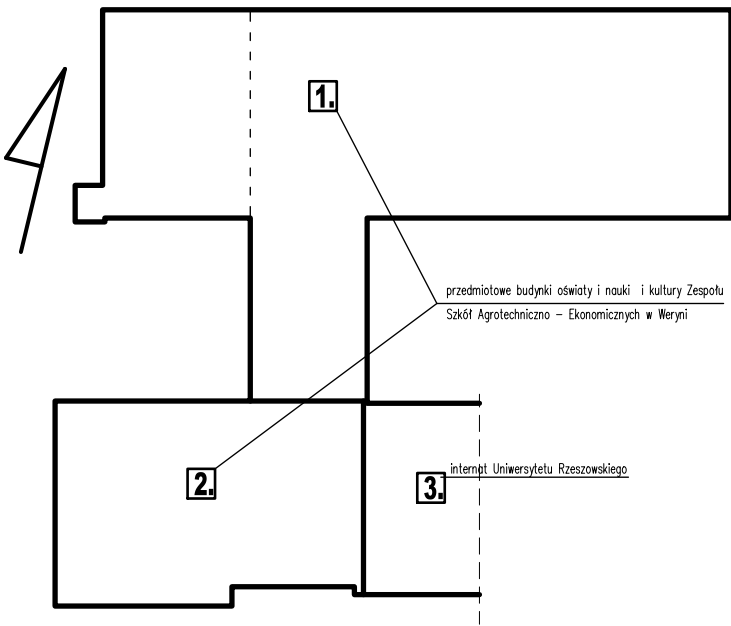 1.
przedmiotowe budynki oświaty i nauki i kultury Zespołu
Szkół Agrotechniczno – Ekonomicznych w Weryni
internat Uniwersytetu Rzeszowskiego
2.
3.